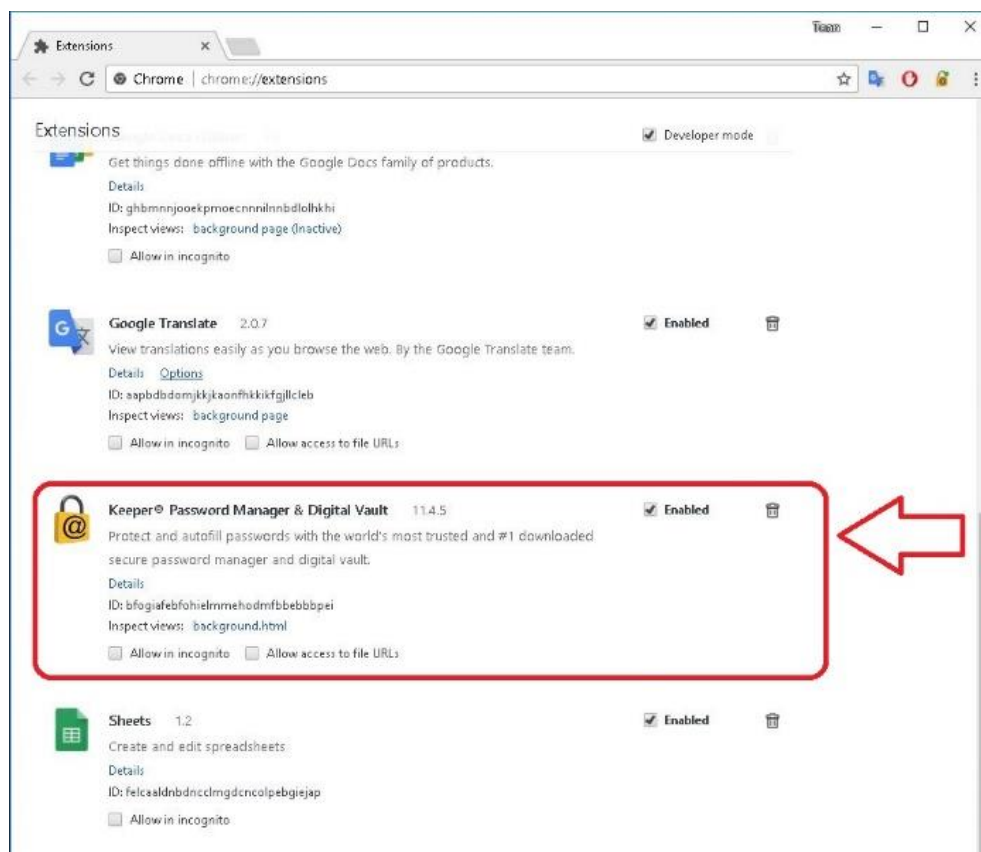 Team
Extensions
Chrome | chrome://extensions
Extensions
Developer mode
Get things done offline with the Google Docs family of products.
Details
ID: ghbmnnjooekpmoecnnnilnnbdlolhkhi
Inspect views: background page (Inactive)
Allow in incognito
Google Translate 2.0.7 Enabled
View translations easily as you browse the web. By the Google Translate team.
Details Options
ID: aapbdbdomjkkjkaonfhkkikfgjllcleb
Inspect views: background page
Allow in incognito Allow access to file URLs
Keeper® Password Manager & Digital Vault 11.4.5 Enabled
Protect and autofill passwords with the world's most trusted and #1 downloaded
secure password manager and digital vault.
Details
ID: bfogiafebfohielmmehodmfbbebbbpei
Inspect views: background.html
Allow in incognito Allow access to file URLs
Sheets 1.2 Enabled
Create and edit spreadsheets
Details
ID: felcaaldnbdncclmgdcncolpebgiejap
Allow in incognito